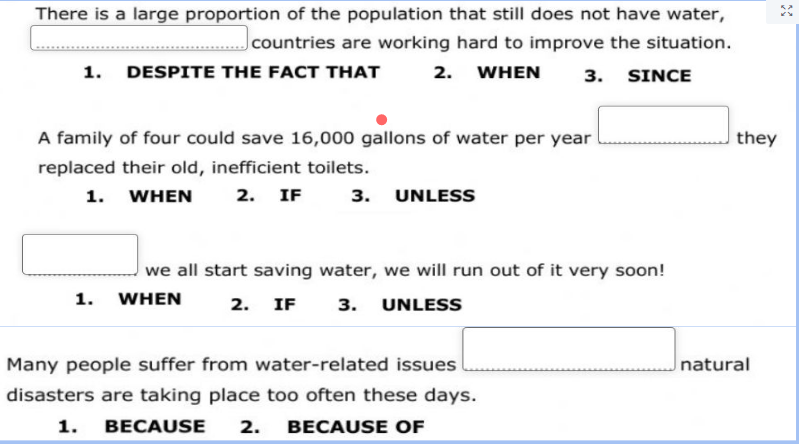 There is a large proportion of the population that still does not have water,
countries are working hard to improve the situation.
1. DESPITE THE FACT THAT 2. WHEN 3. SINCE
A family of four could save 16,000 gallons of water per year they
replaced their old, inefficient toilets.
1. WHEN 2. IF 3. UNLESS
we all start saving water, we will run out of it very soon!
1. WHEN 2. IF 3. UNLESS
Many people suffer from water-related issues natural
disasters are taking place too often these days.
1. BECAUSE 2. BECAUSE OF